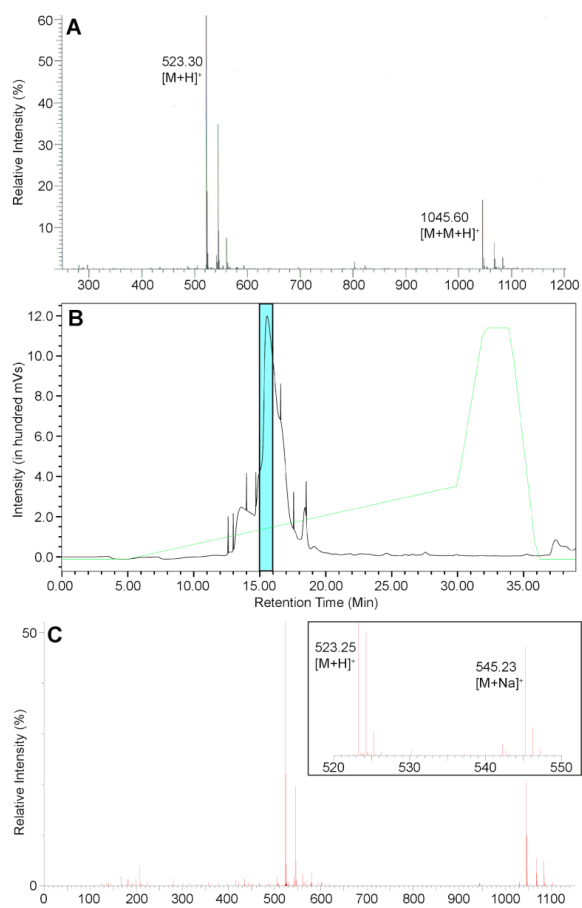 A
60
50
40
30
20
10
Relative Intensity (%)
523.30
[M+H]⁺
1045.60
[M+M+H]⁺
300 400 500 600 700 800 900 1000 1100 1200
B
12.0
10.0
8.0
6.0
4.0
2.0
0.0
Intensity (in hundred mVs)
0.00 5.00 10.00 15.00 20.00 25.00 30.00 35.00
Retention Time (Min)
C
50
0
Relative Intensity (%)
523.25
[M+H]⁺
545.23
[M+Na]⁺
520 530 540 550
0 100 200 300 400 500 600 700 800 900 1000 1100